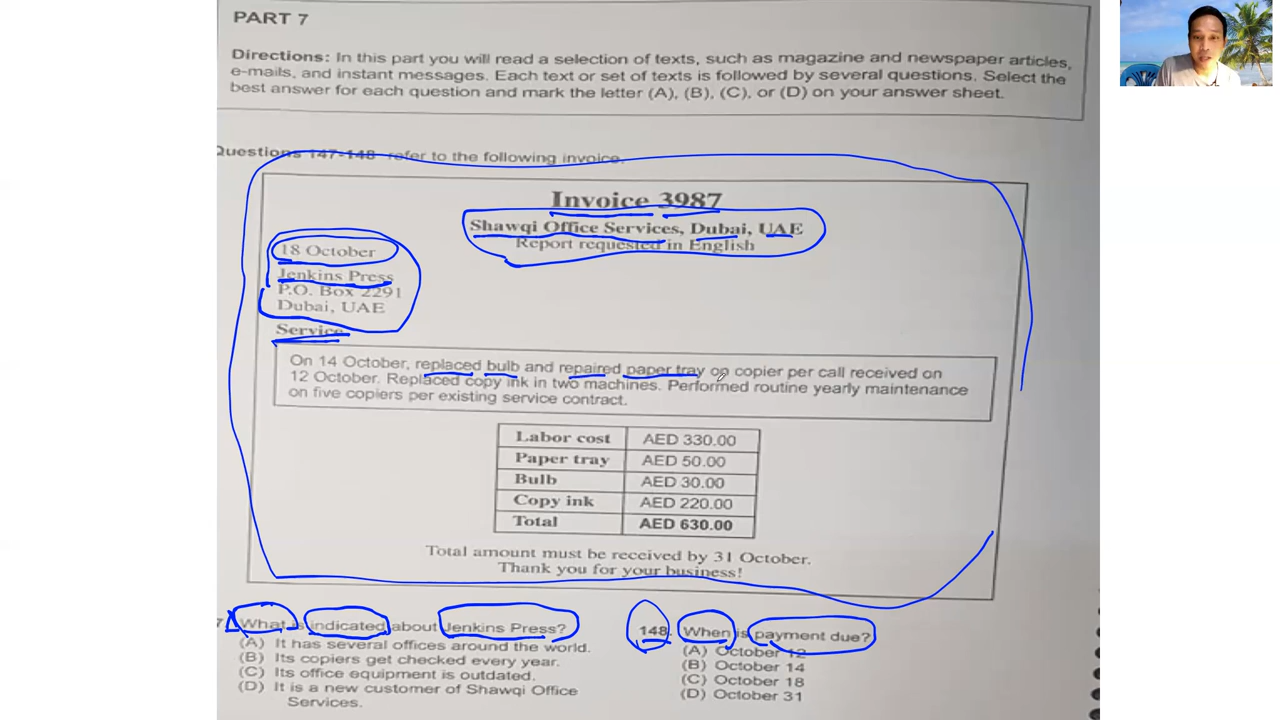 PART 7
Directions: In this part you will read a selection of texts, such as magazine and newspaper articles,
e-mails, and instant messages. Each text or set of texts is followed by several questions. Select the
best answer for each question and mark the letter (A), (B), (C), or (D) on your answer sheet.
Questions 147-148 refer to the following invoice.
Invoice 3987
Shawqi Office Services, Dubai, UAE
Report requested in English
18 October
Jenkins Press
P.O. Box 2291
Dubai, UAE
Service
On 14 October, replaced bulb and repaired paper tray on copier per call received on
12 October. Replaced copy ink in two machines. Performed routine yearly maintenance
on five copiers per existing service contract.
Labor cost AED 330.00
Paper tray AED 50.00
Bulb AED 30.00
Copy ink AED 220.00
Total AED 630.00
Total amount must be received by 31 October.
Thank you for your business!
What is indicated about Jenkins Press?
(A) It has several offices around the world.
(B) Its copiers get checked every year.
(C) Its office equipment is outdated.
(D) It is a new customer of Shawqi Office
Services.
148. When is payment due?
(A) October 12
(B) October 14
(C) October 18
(D) October 31